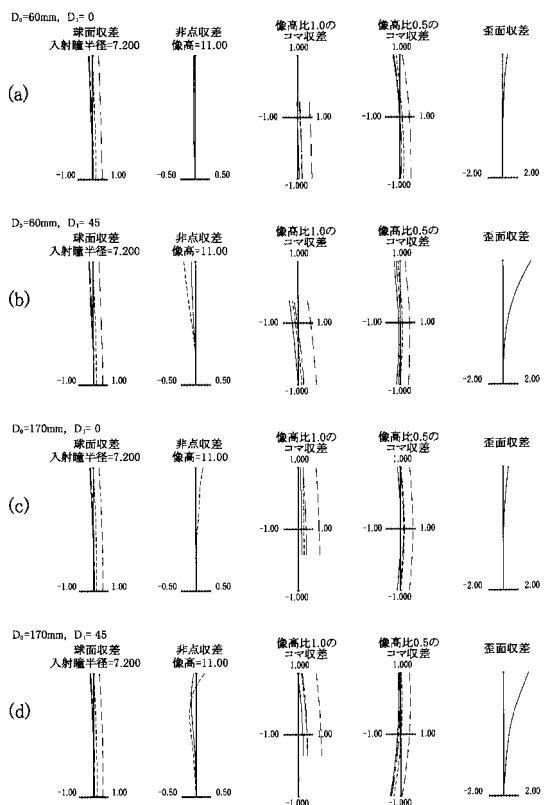 D₀=60mm, D₁= 0
球面収差 非点収差 像高比1.0の 像高比0.5の 歪面収差
入射瞳半径=7.200 像高=11.00 コマ収差 コマ収差
1.000 1.000
(a)
-1.00 1.00 -1.00 1.00
-1.00 1.00 -0.50 0.50 -2.00 2.00
-1.000 -1.000
D₀=60mm, D₁= 45
球面収差 非点収差 像高比1.0の 像高比0.5の 歪面収差
入射瞳半径=7.200 像高=11.00 コマ収差 コマ収差
1.000 1.000
(b)
-1.00 1.00 -1.00 1.00
-1.00 1.00 -0.50 0.50 -2.00 2.00
-1.000 -1.000
D₀=170mm, D₁= 0
球面収差 非点収差 像高比1.0の 像高比0.5の 歪面収差
入射瞳半径=7.200 像高=11.00 コマ収差 コマ収差
1.000 1.000
(c)
-1.00 1.00 -1.00 1.00
-1.00 1.00 -0.50 0.50 -2.00 2.00
-1.000 -1.000
D₀=170mm, D₁= 45
球面収差 非点収差 像高比1.0の 像高比0.5の 歪面収差
入射瞳半径=7.200 像高=11.00 コマ収差 コマ収差
1.000 1.000
(d)
-1.00 1.00 -1.00 1.00
-1.00 1.00 -0.50 0.50 -2.00 2.00
-1.000 -1.000